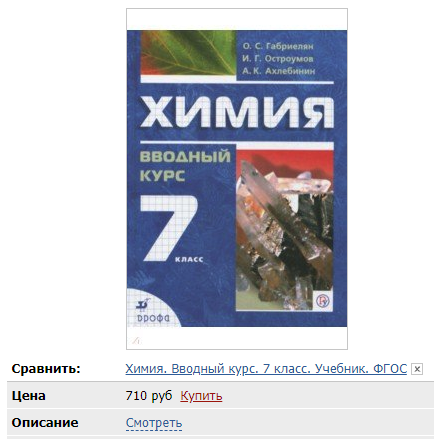 О. С. Габриелян
И. Г. Остроумов
А. К. Ахлебинин
ХИМИЯ
ВВОДНЫЙ
КУРС
7
КЛАСС
дрофа
Сравнить: Химия. Вводный курс. 7 класс. Учебник. ФГОС
Цена 710 руб Купить
Описание Смотреть